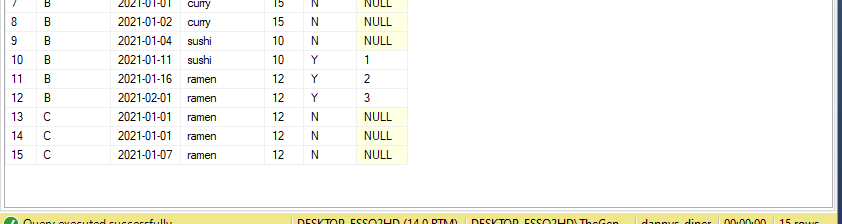 7 B 2021-01-01 curry 15 N NULL
8 B 2021-01-02 curry 15 N NULL
9 B 2021-01-04 sushi 10 N NULL
10 B 2021-01-11 sushi 10 Y 1
11 B 2021-01-16 ramen 12 Y 2
12 B 2021-02-01 ramen 12 Y 3
13 C 2021-01-01 ramen 12 N NULL
14 C 2021-01-01 ramen 12 N NULL
15 C 2021-01-07 ramen 12 N NULL
Query executed successfully. DESKTOP-ESSO2HD (14.0 RTM) DESKTOP-ESSO2HD\TheGen... dannys_diner 00:00:00 15 rows